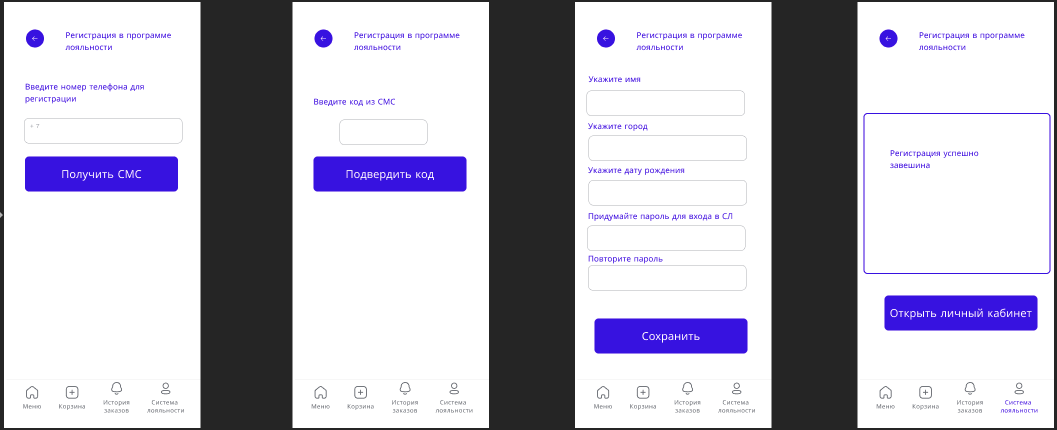 Регистрация в программе
лояльности
Введите номер телефона для
регистрации
+ 7
Получить СМС
Меню
Корзина
История
заказов
Система
лояльности
Регистрация в программе
лояльности
Введите код из СМС
Подвердить код
Меню
Корзина
История
заказов
Система
лояльности
Регистрация в программе
лояльности
Укажите имя
Укажите город
Укажите дату рождения
Придумайте пароль для входа в СЛ
Повторите пароль
Сохранить
Меню
Корзина
История
заказов
Система
лояльности
Регистрация в программе
лояльности
Регистрация успешно
завешина
Открыть личный кабинет
Меню
Корзина
История
заказов
Система
лояльности